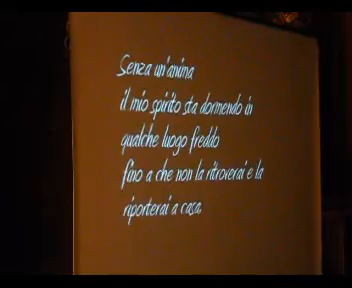 Senza un'anima
il mio spirito sta dormendo in
qualche luogo freddo
fino a che non la ritroverai e la
riporterai a casa